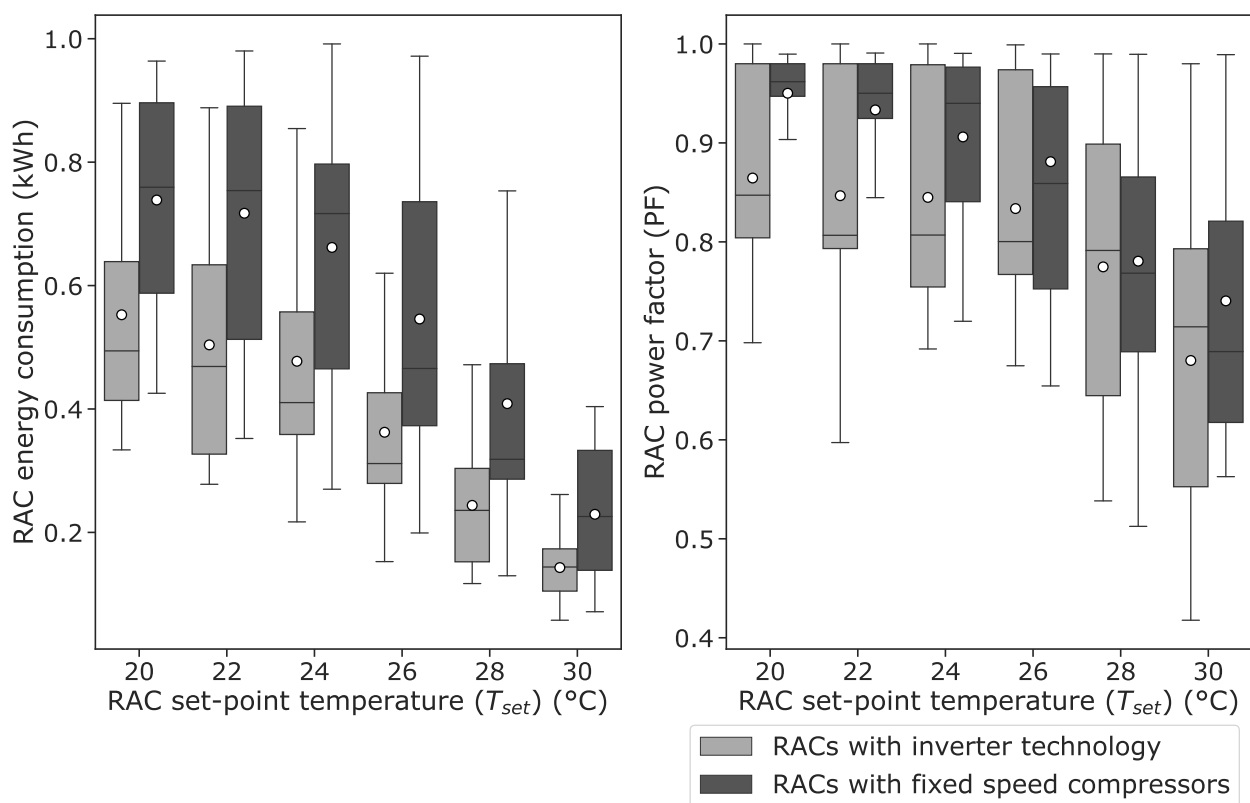 RAC energy consumption (kWh)
1.0
0.8
0.6
0.4
0.2
20 22 24 26 28 30
RAC set-point temperature (T_set) (°C)
RAC power factor (PF)
1.0
0.9
0.8
0.7
0.6
0.5
0.4
20 22 24 26 28 30
RAC set-point temperature (T_set) (°C)
RACs with inverter technology
RACs with fixed speed compressors